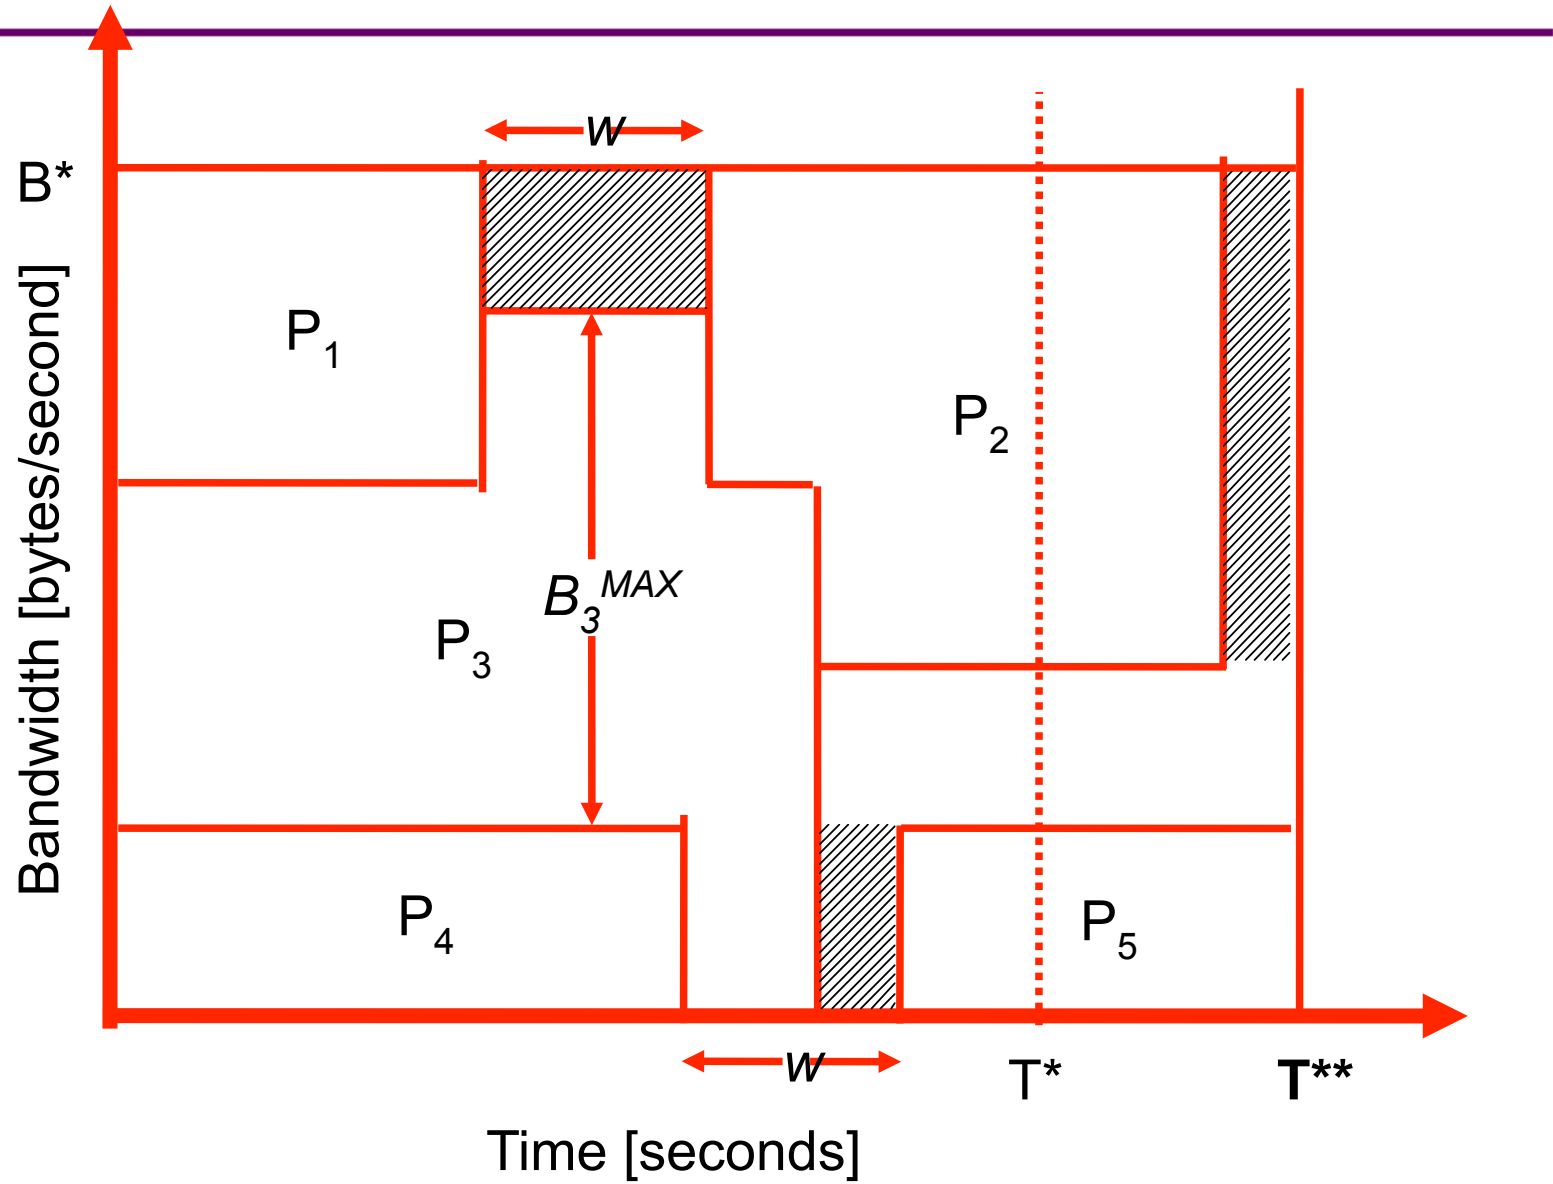 w
B*
P1
P2
B3MAX
P3
P4
P5
Bandwidth [bytes/second]
w
T*
T**
Time [seconds]